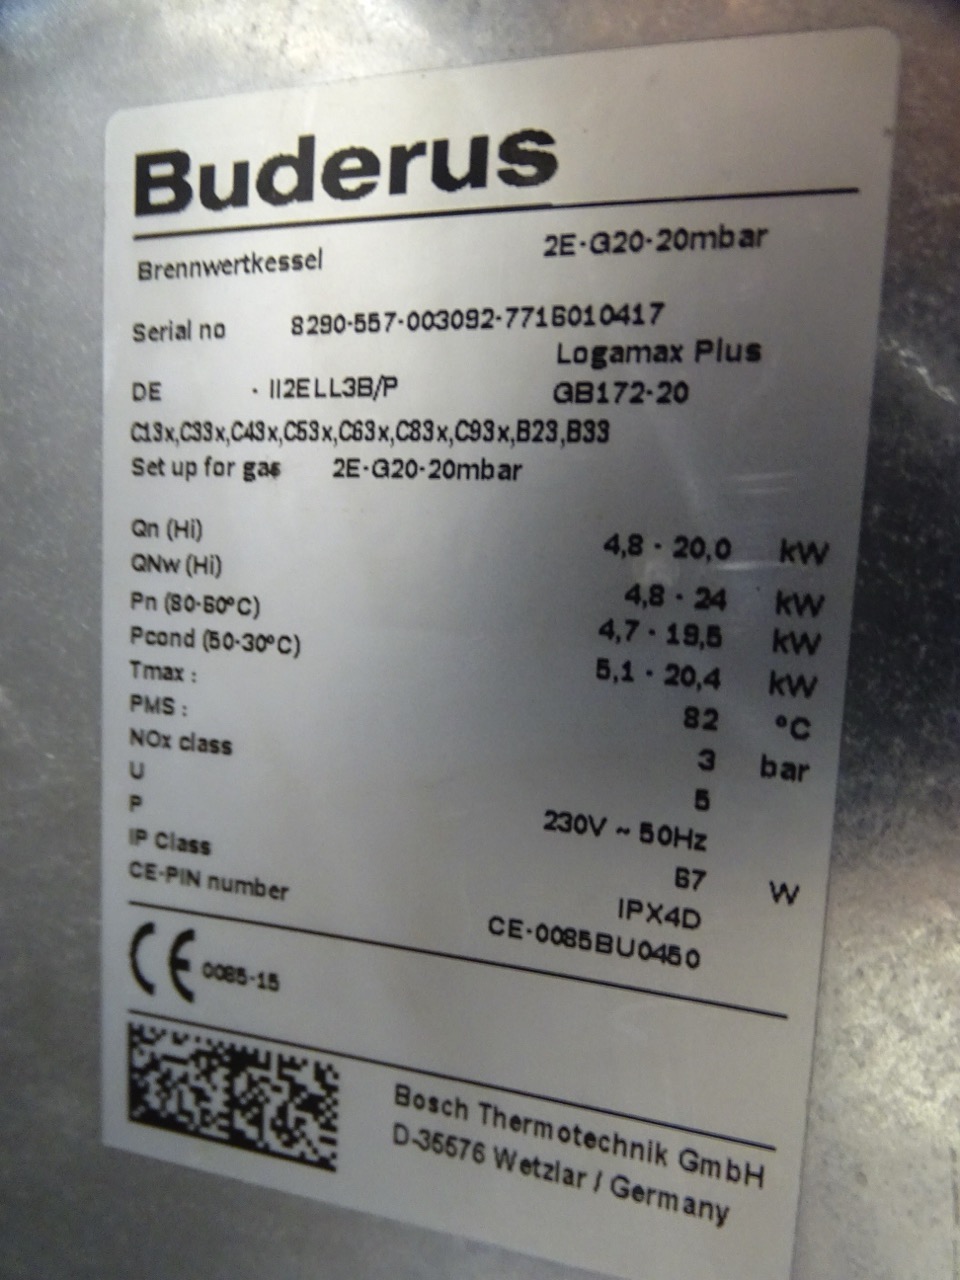 Buderus
Brennwertkessel 2E-G20-20mbar
Serial no 8290-557-003092-7716010417
Logamax Plus
DE - II2ELL3B/P GB172-20
C13x,C33x,C43x,C53x,C63x,C83x,C93x,B23,B33
Set up for gas 2E-G20-20mbar
Qn (Hi) 4,8 - 20,0 kW
QNw (Hi) 4,8 - 24 kW
Pn (80-60°C) 4,7 - 19,5 kW
Pcond (50-30°C) 5,1 - 20,4 kW
Tmax : 82 °C
PMS : 3 bar
NOx class 5
U 230V ~ 50Hz
P 67 W
IP Class IPX4D
CE-PIN number CE-0085BU0450
CE 0085-15
Bosch Thermotechnik GmbH
D-35576 Wetzlar / Germany